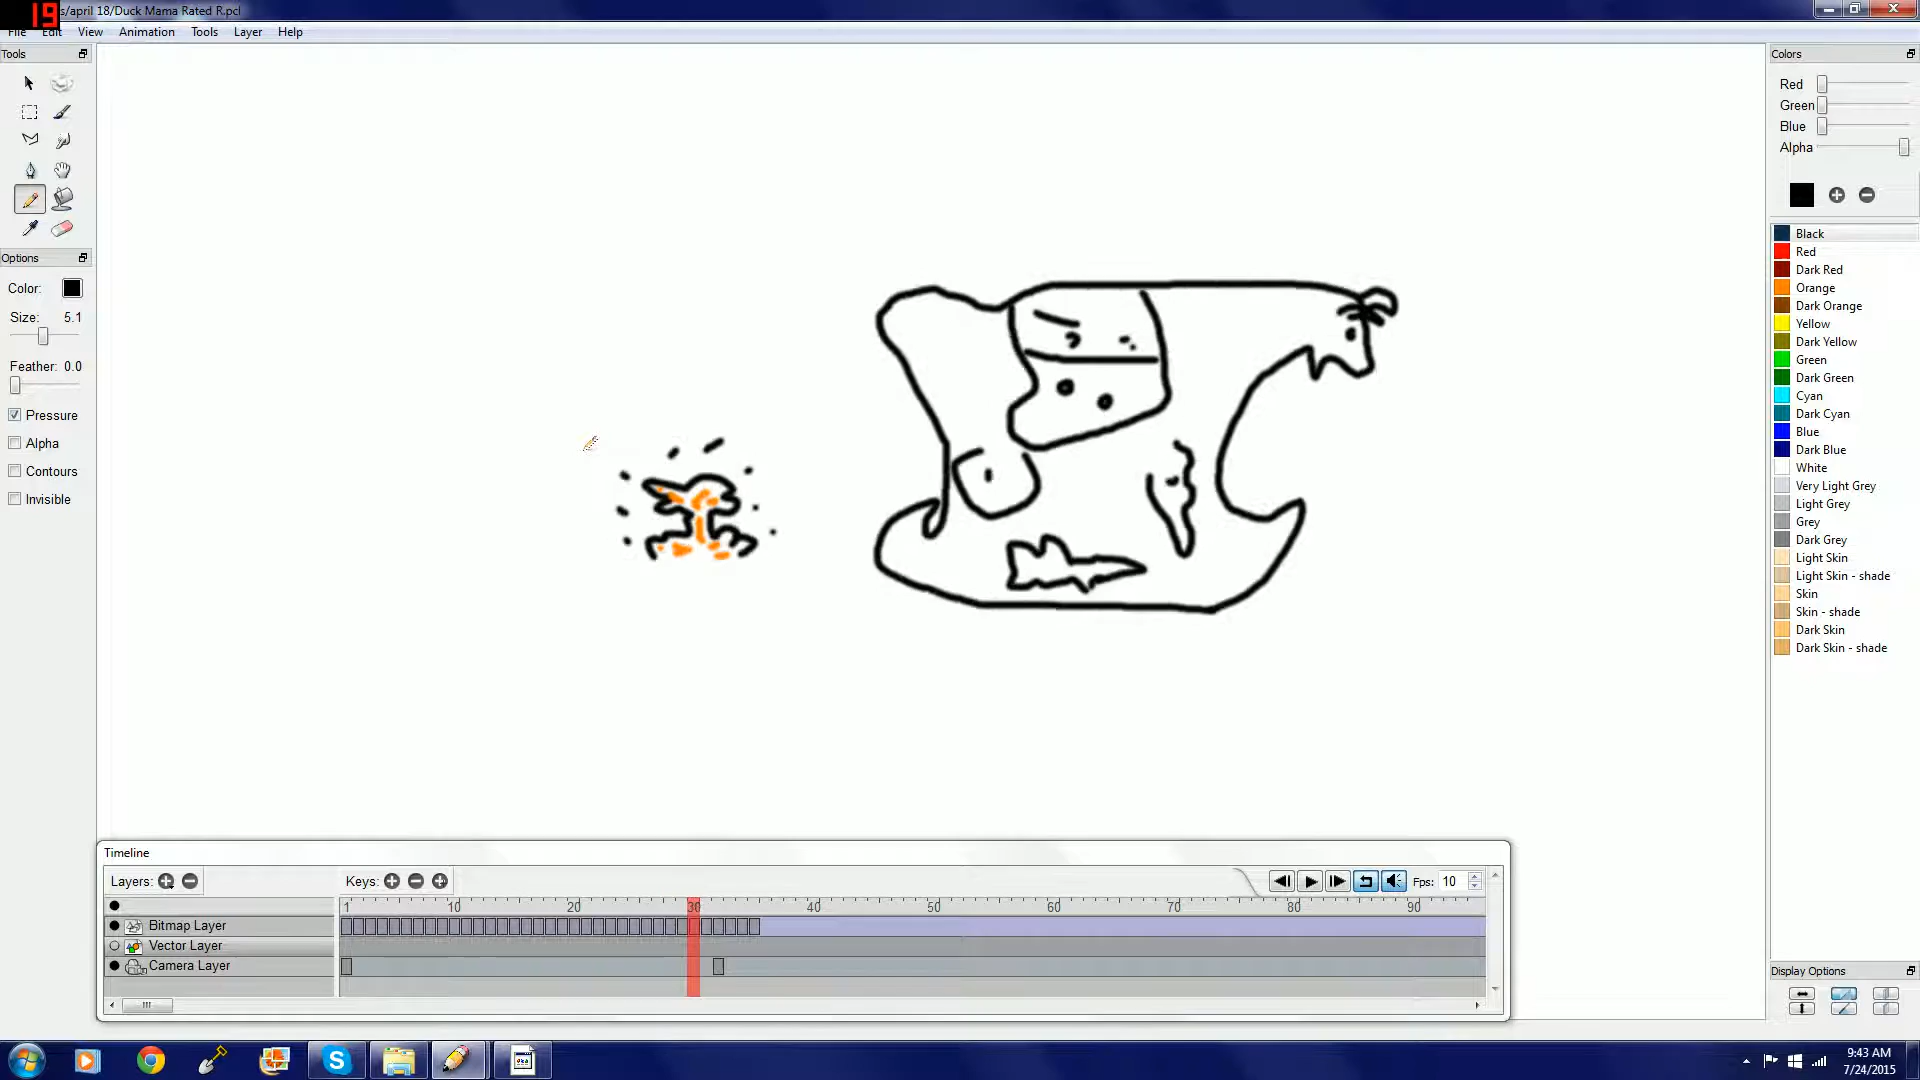 19
s/april 18/Duck Mama Rated R.pcl
File Edit View Animation Tools Layer Help
Tools
Options
Color:
Size: 5.1
Feather: 0.0
Pressure
Alpha
Contours
Invisible
Colors
Red
Green
Blue
Alpha
Black
Red
Dark Red
Orange
Dark Orange
Yellow
Dark Yellow
Green
Dark Green
Cyan
Dark Cyan
Blue
Dark Blue
White
Very Light Grey
Light Grey
Grey
Dark Grey
Light Skin
Light Skin - shade
Skin
Skin - shade
Dark Skin
Dark Skin - shade
Display Options
Timeline
Layers: Keys: Fps: 10
1 10 20 30 40 50 60 70 80 90
Bitmap Layer
Vector Layer
Camera Layer
9:43 AM
7/24/2015